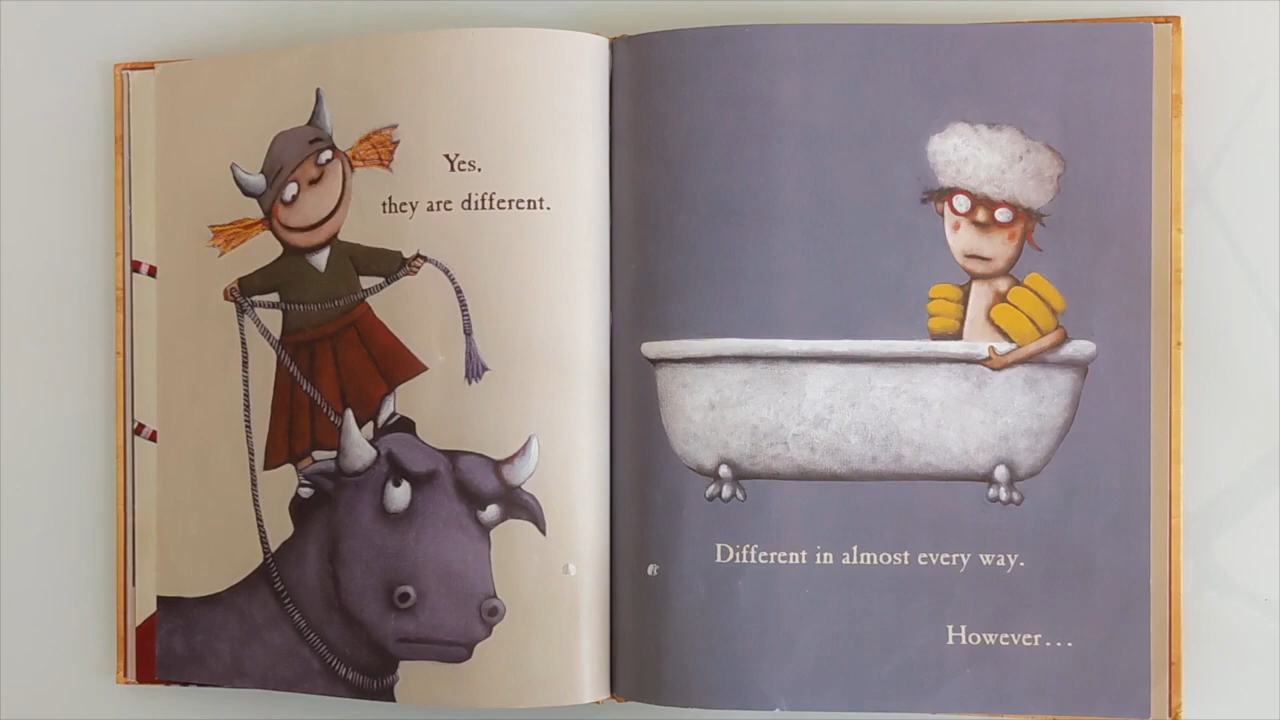 Yes,
they are different.
Different in almost every way.
However...